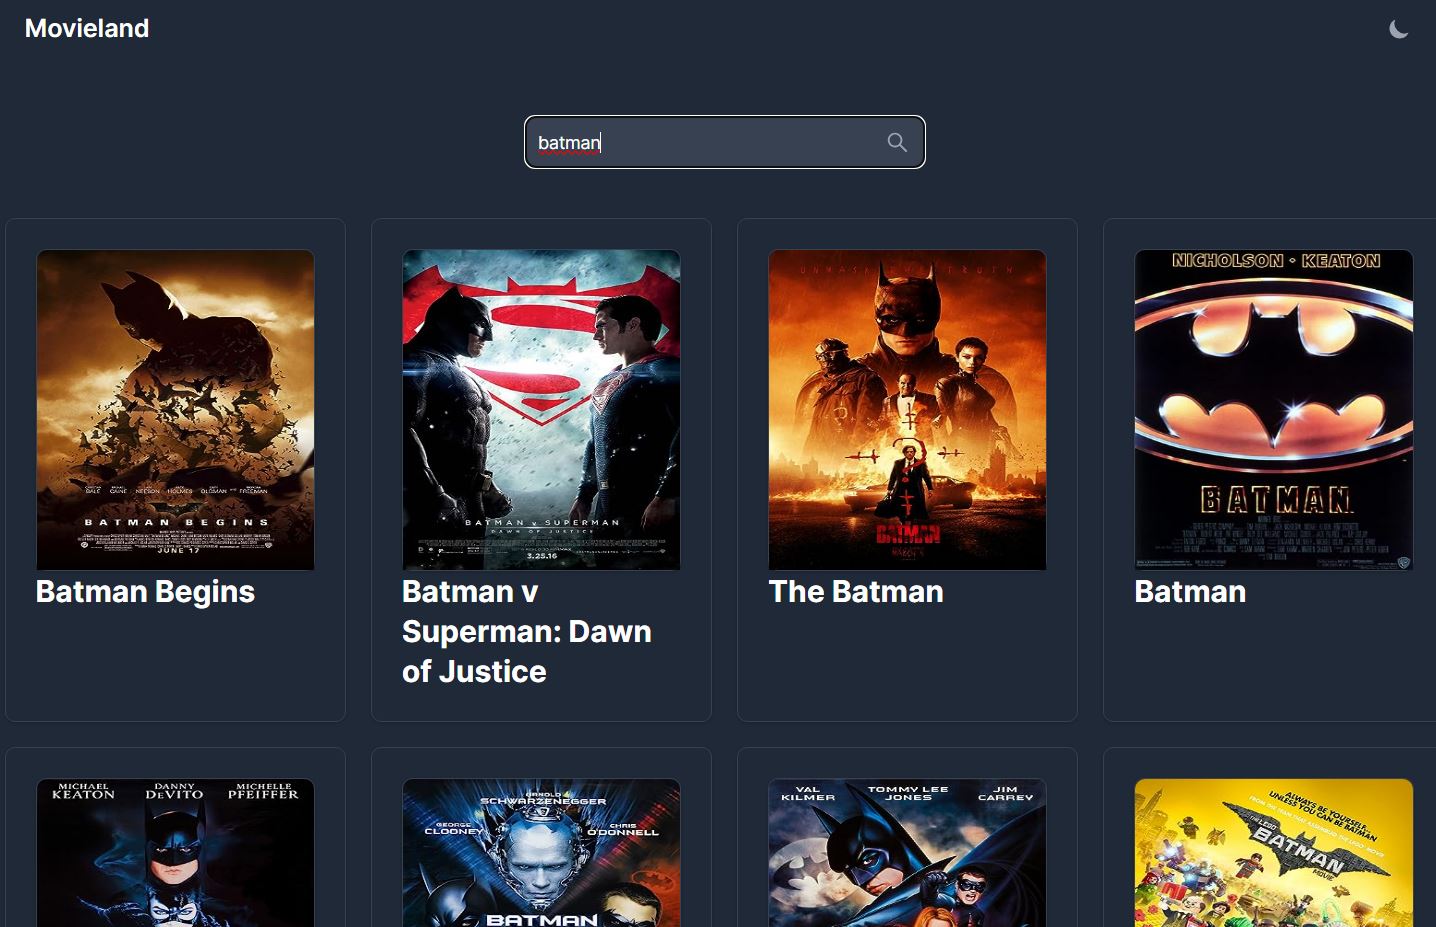 Movieland
batman
UNMASK THE TRUTH
NICHOLSON • KEATON
BATMAN
BATMAN BEGINS
JUNE 17
BATMAN v SUPERMAN
DAWN OF JUSTICE
3.25.16
BATMAN
Batman Begins
Batman v
Superman: Dawn
of Justice
The Batman
Batman
MICHAEL KEATON
DANNY DEVITO
MICHELLE PFEIFFER
ARNOLD SCHWARZENEGGER
GEORGE CLOONEY
CHRIS O'DONNELL
BATMAN
VAL KILMER
TOMMY LEE JONES
JIM CARREY
ALWAYS BE YOURSELF...
UNLESS YOU CAN BE BATMAN
THE LEGO
BATMAN
MOVIE